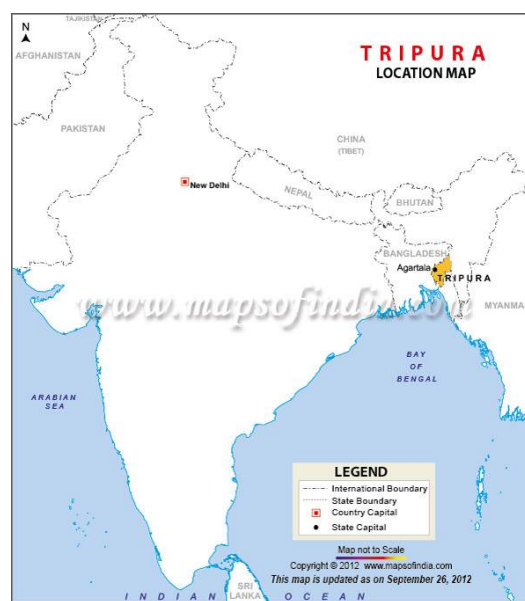 TAJIKISTAN
N
AFGHANISTAN
TRIPURA
LOCATION MAP
PAKISTAN
CHINA
(TIBET)
New Delhi
NEPAL
BHUTAN
BANGLADESH
Agartala
TRIPURA
www.mapsofindia.com
MYANMA
BAY
OF
BENGAL
ARABIAN
SEA
LEGEND
International Boundary
State Boundary
Country Capital
State Capital
Map not to Scale
Copyright © 2012 www.mapsofindia.com
This map is updated as on September 26, 2012
SRI
LANKA
INDIAN OCEAN